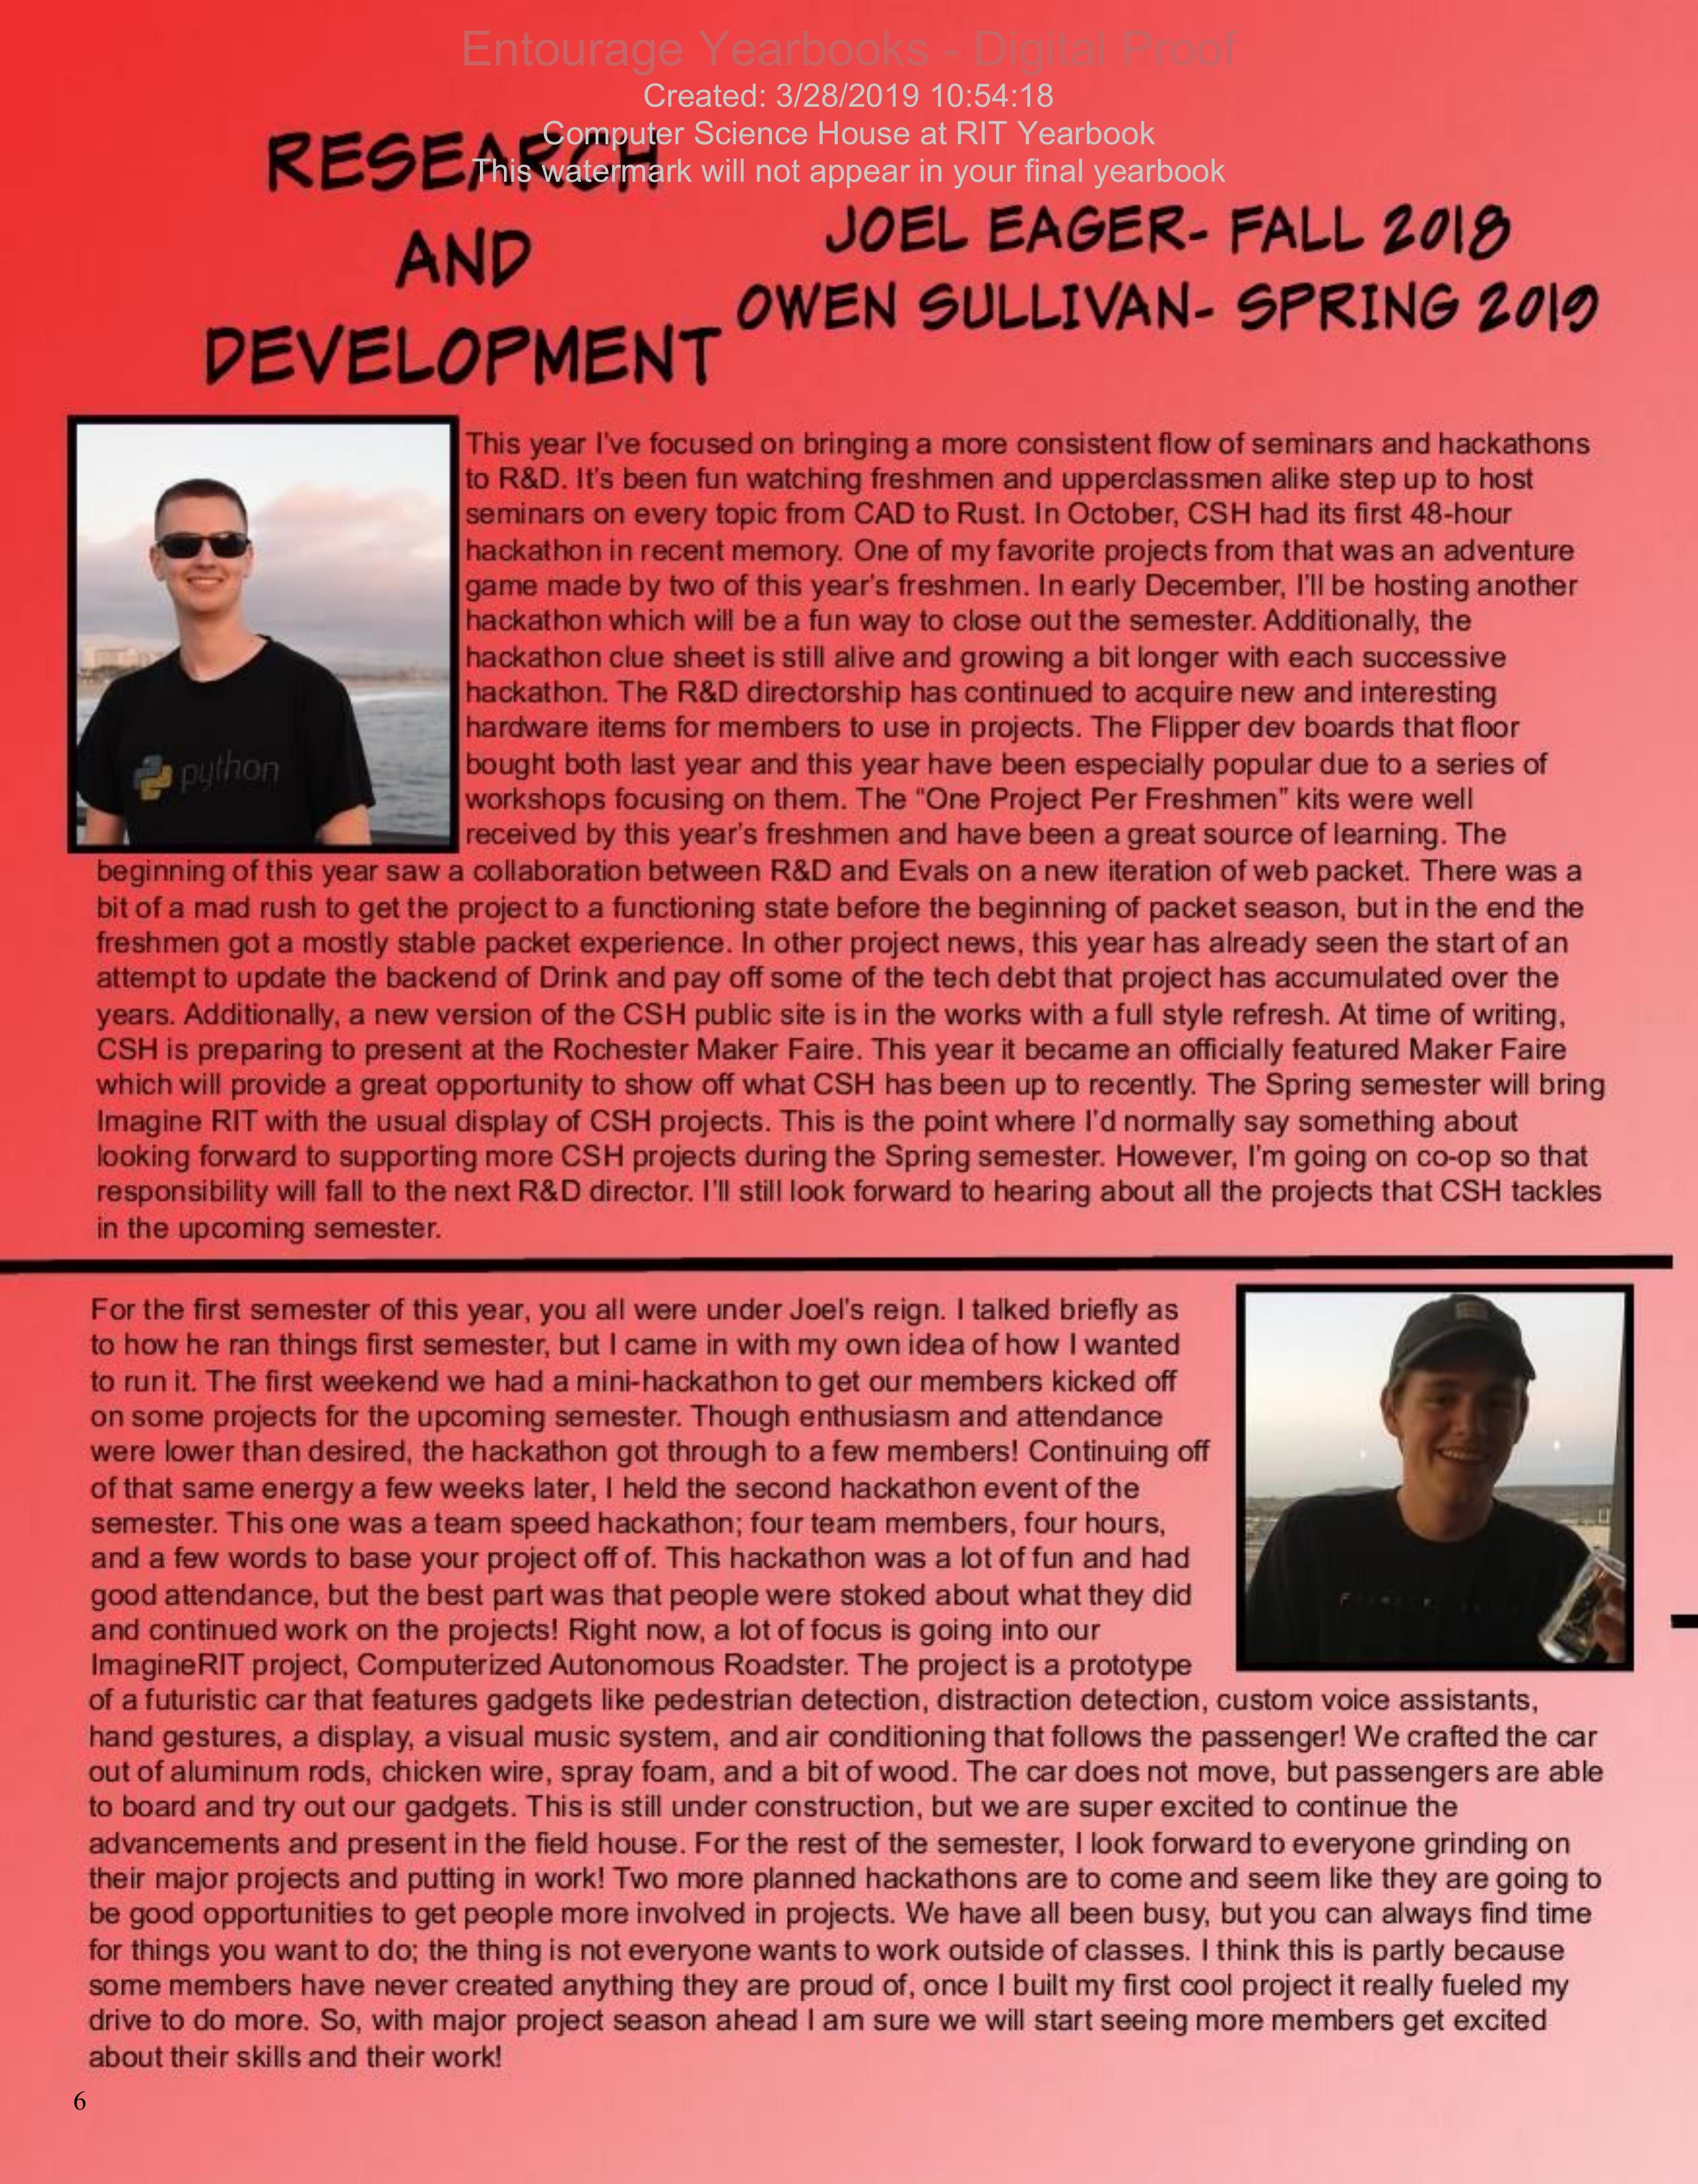 Entourage Yearbooks - Digital Proof
Created: 3/28/2019 10:54:18
Computer Science House at RIT Yearbook
This watermark will not appear in your final yearbook
RESEARCH
AND
DEVELOPMENT
JOEL EAGER- FALL 2018
OWEN SULLIVAN- SPRING 2019
This year I've focused on bringing a more consistent flow of seminars and hackathons
to R&D. It's been fun watching freshmen and upperclassmen alike step up to host
seminars on every topic from CAD to Rust. In October, CSH had its first 48-hour
hackathon in recent memory. One of my favorite projects from that was an adventure
game made by two of this year's freshmen. In early December, I'll be hosting another
hackathon which will be a fun way to close out the semester. Additionally, the
hackathon clue sheet is still alive and growing a bit longer with each successive
hackathon. The R&D directorship has continued to acquire new and interesting
hardware items for members to use in projects. The Flipper dev boards that floor
bought both last year and this year have been especially popular due to a series of
workshops focusing on them. The “One Project Per Freshmen” kits were well
received by this year's freshmen and have been a great source of learning. The
beginning of this year saw a collaboration between R&D and Evals on a new iteration of web packet. There was a
bit of a mad rush to get the project to a functioning state before the beginning of packet season, but in the end the
freshmen got a mostly stable packet experience. In other project news, this year has already seen the start of an
attempt to update the backend of Drink and pay off some of the tech debt that project has accumulated over the
years. Additionally, a new version of the CSH public site is in the works with a full style refresh. At time of writing,
CSH is preparing to present at the Rochester Maker Faire. This year it became an officially featured Maker Faire
which will provide a great opportunity to show off what CSH has been up to recently. The Spring semester will bring
Imagine RIT with the usual display of CSH projects. This is the point where I'd normally say something about
looking forward to supporting more CSH projects during the Spring semester. However, I'm going on co-op so that
responsibility will fall to the next R&D director. I'll still look forward to hearing about all the projects that CSH tackles
in the upcoming semester.
python
For the first semester of this year, you all were under Joel's reign. I talked briefly as
to how he ran things first semester, but I came in with my own idea of how I wanted
to run it. The first weekend we had a mini-hackathon to get our members kicked off
on some projects for the upcoming semester. Though enthusiasm and attendance
were lower than desired, the hackathon got through to a few members! Continuing off
of that same energy a few weeks later, I held the second hackathon event of the
semester. This one was a team speed hackathon; four team members, four hours,
and a few words to base your project off of. This hackathon was a lot of fun and had
good attendance, but the best part was that people were stoked about what they did
and continued work on the projects! Right now, a lot of focus is going into our
ImagineRIT project, Computerized Autonomous Roadster. The project is a prototype
of a futuristic car that features gadgets like pedestrian detection, distraction detection, custom voice assistants,
hand gestures, a display, a visual music system, and air conditioning that follows the passenger! We crafted the car
out of aluminum rods, chicken wire, spray foam, and a bit of wood. The car does not move, but passengers are able
to board and try out our gadgets. This is still under construction, but we are super excited to continue the
advancements and present in the field house. For the rest of the semester, I look forward to everyone grinding on
their major projects and putting in work! Two more planned hackathons are to come and seem like they are going to
be good opportunities to get people more involved in projects. We have all been busy, but you can always find time
for things you want to do; the thing is not everyone wants to work outside of classes. I think this is partly because
some members have never created anything they are proud of, once I built my first cool project it really fueled my
drive to do more. So, with major project season ahead I am sure we will start seeing more members get excited
about their skills and their work!
6